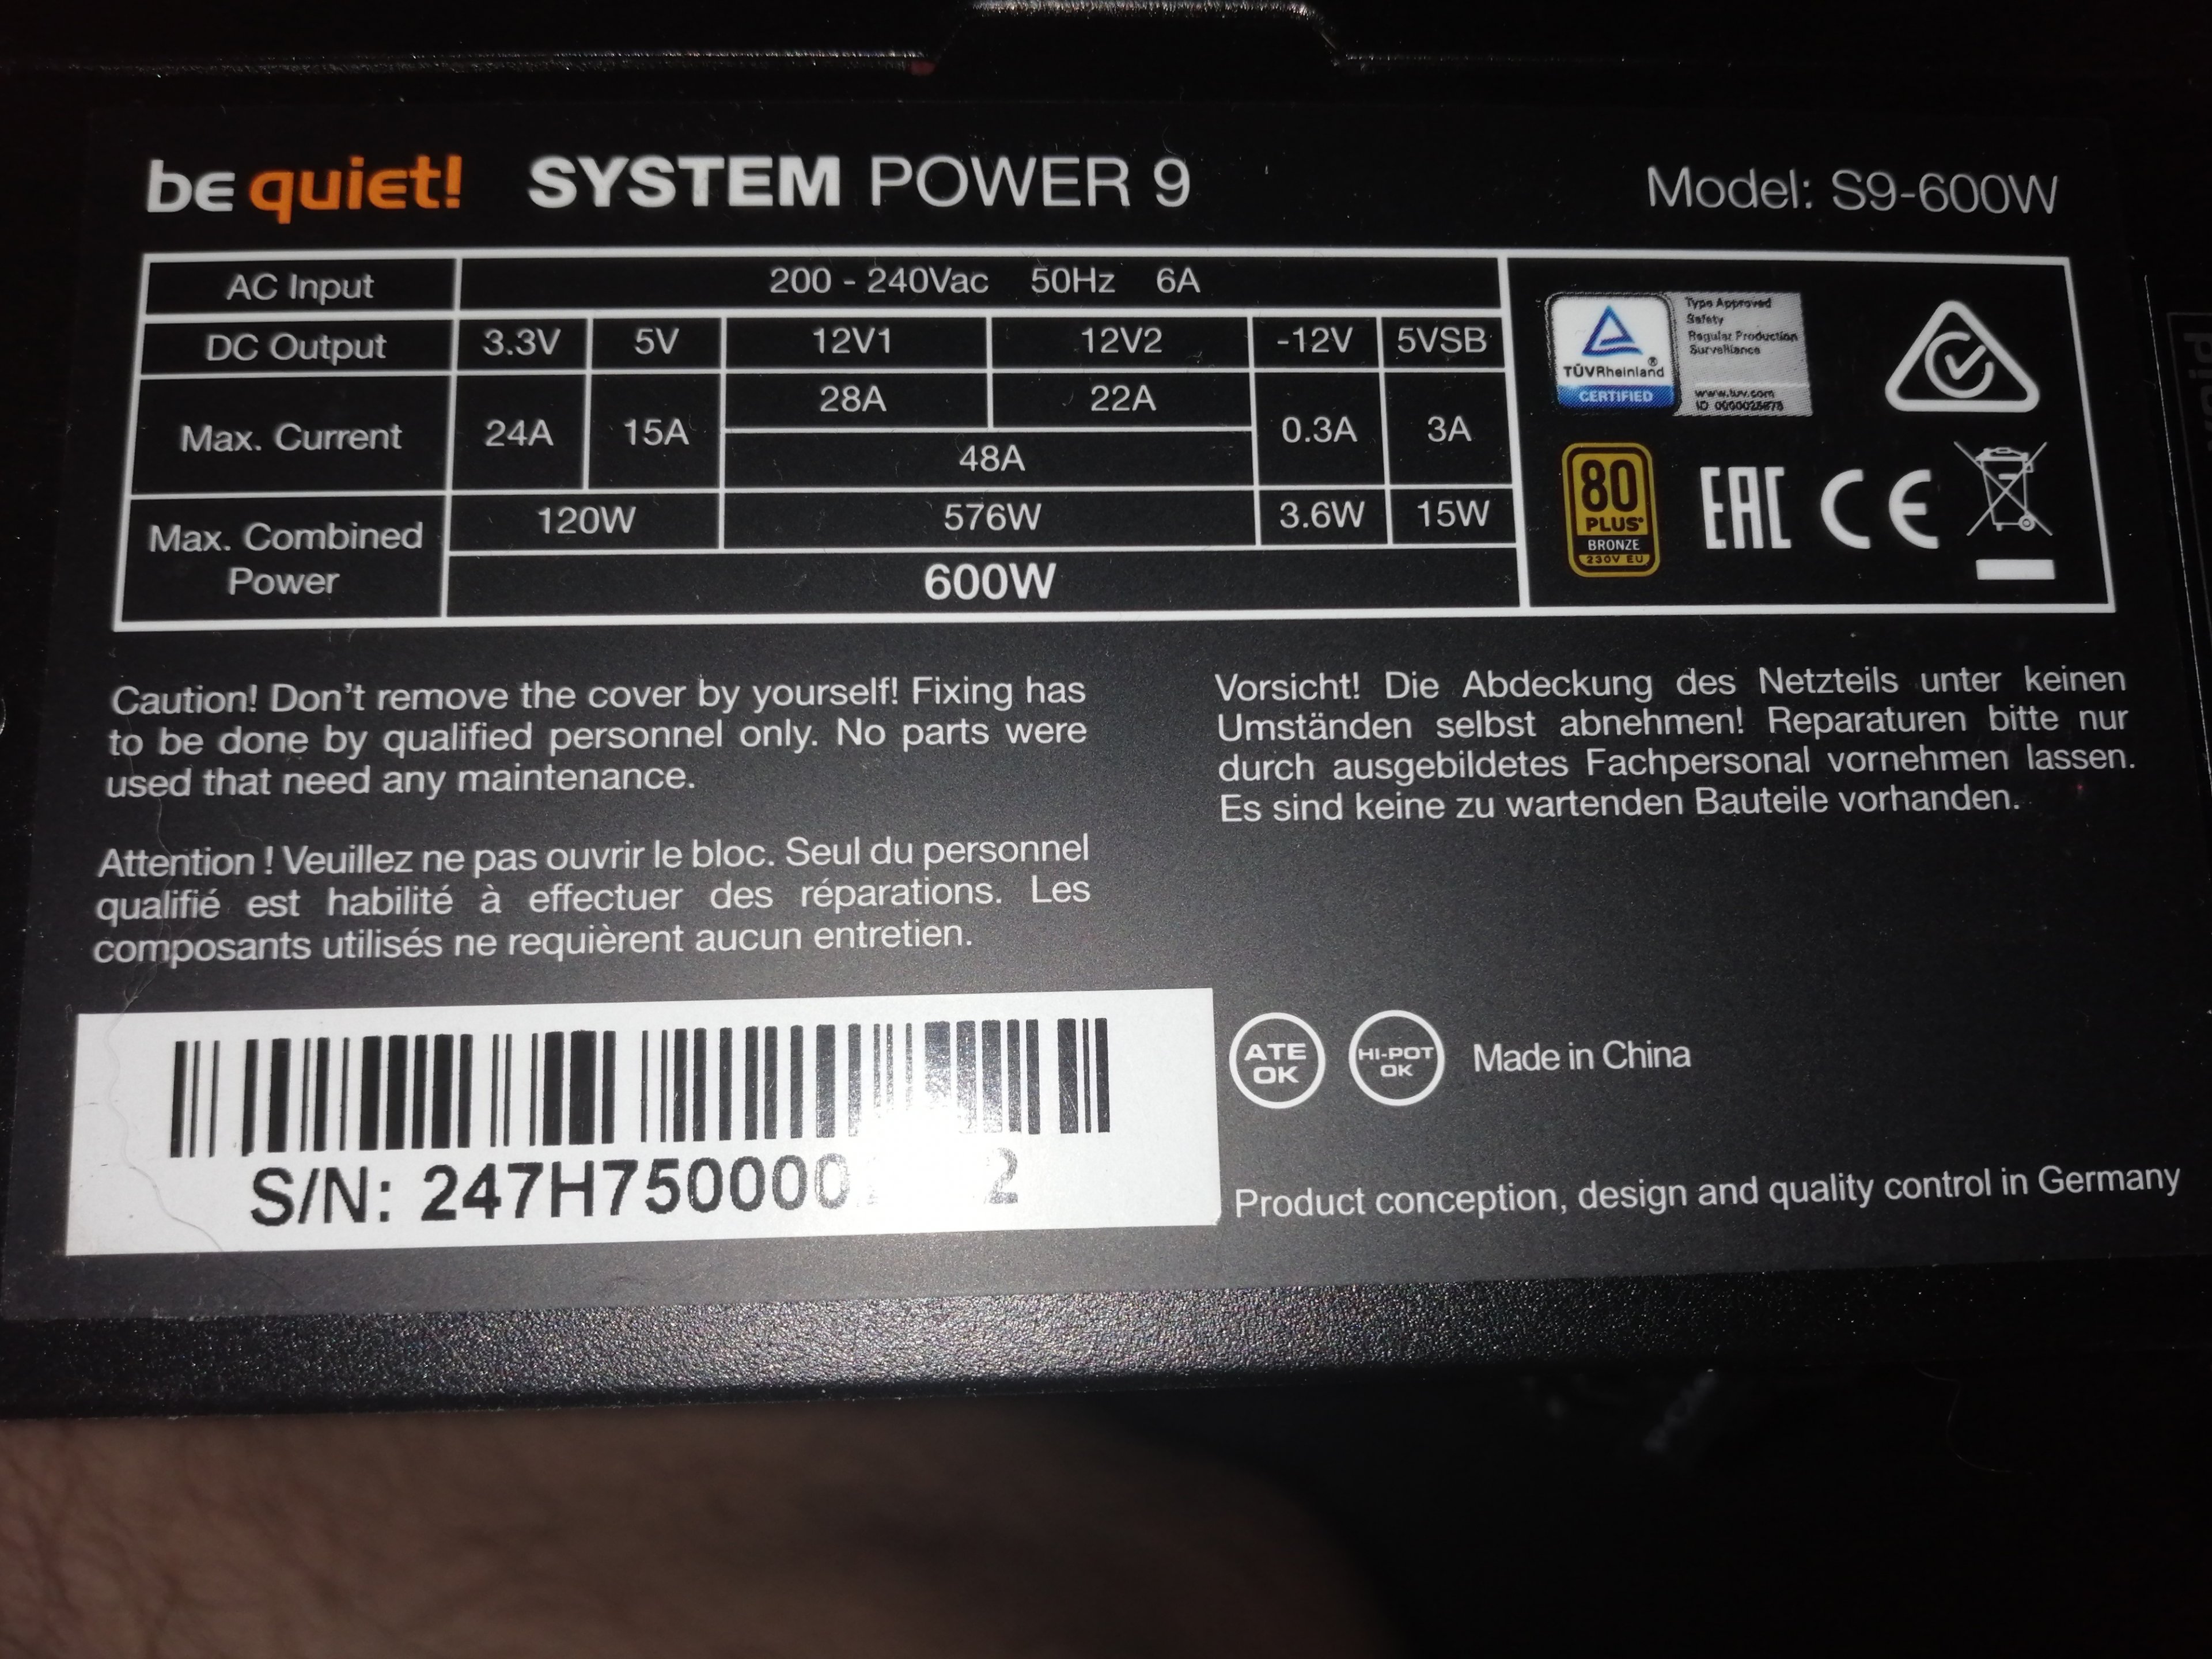 be quiet! SYSTEM POWER 9
Model: S9-600W
AC Input 200 - 240Vac 50Hz 6A
DC Output 3.3V 5V 12V1 12V2 -12V 5VSB
Max. Current 24A 15A 28A 22A 0.3A 3A
48A
Max. Combined Power 120W 576W 3.6W 15W
600W
Type Approved
Safety
Regular Production
Surveillance
www.tuv.com
TÜVRheinland®
CERTIFIED
80
PLUS
BRONZE
230V EU
EAC CE
Caution! Don't remove the cover by yourself! Fixing has
to be done by qualified personnel only. No parts were
used that need any maintenance.
Vorsicht! Die Abdeckung des Netzteils unter keinen
Umständen selbst abnehmen! Reparaturen bitte nur
durch ausgebildetes Fachpersonal vornehmen lassen.
Es sind keine zu wartenden Bauteile vorhanden.
Attention ! Veuillez ne pas ouvrir le bloc. Seul du personnel
qualifié est habilité à effectuer des réparations. Les
composants utilisés ne requièrent aucun entretien.
S/N:
ATE
OK
HI-POT
OK
Made in China
Product conception, design and quality control in Germany